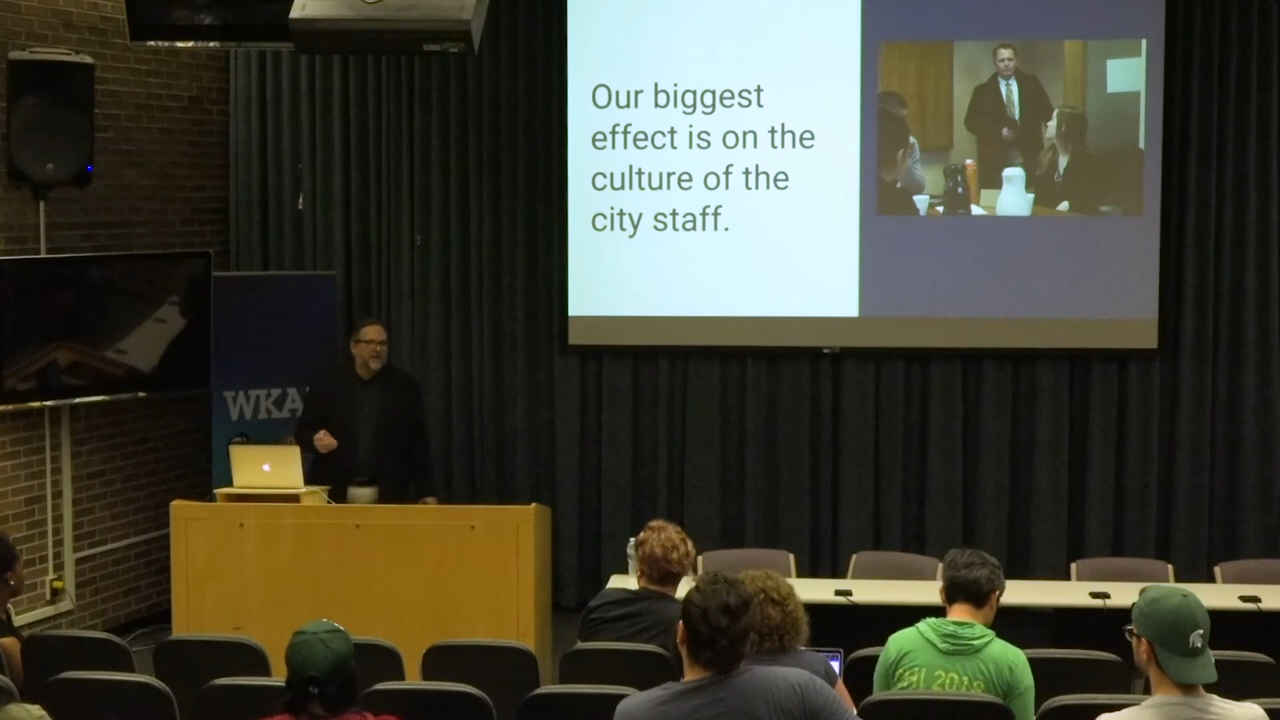 Our biggest
effect is on the
culture of the
city staff.
WKA